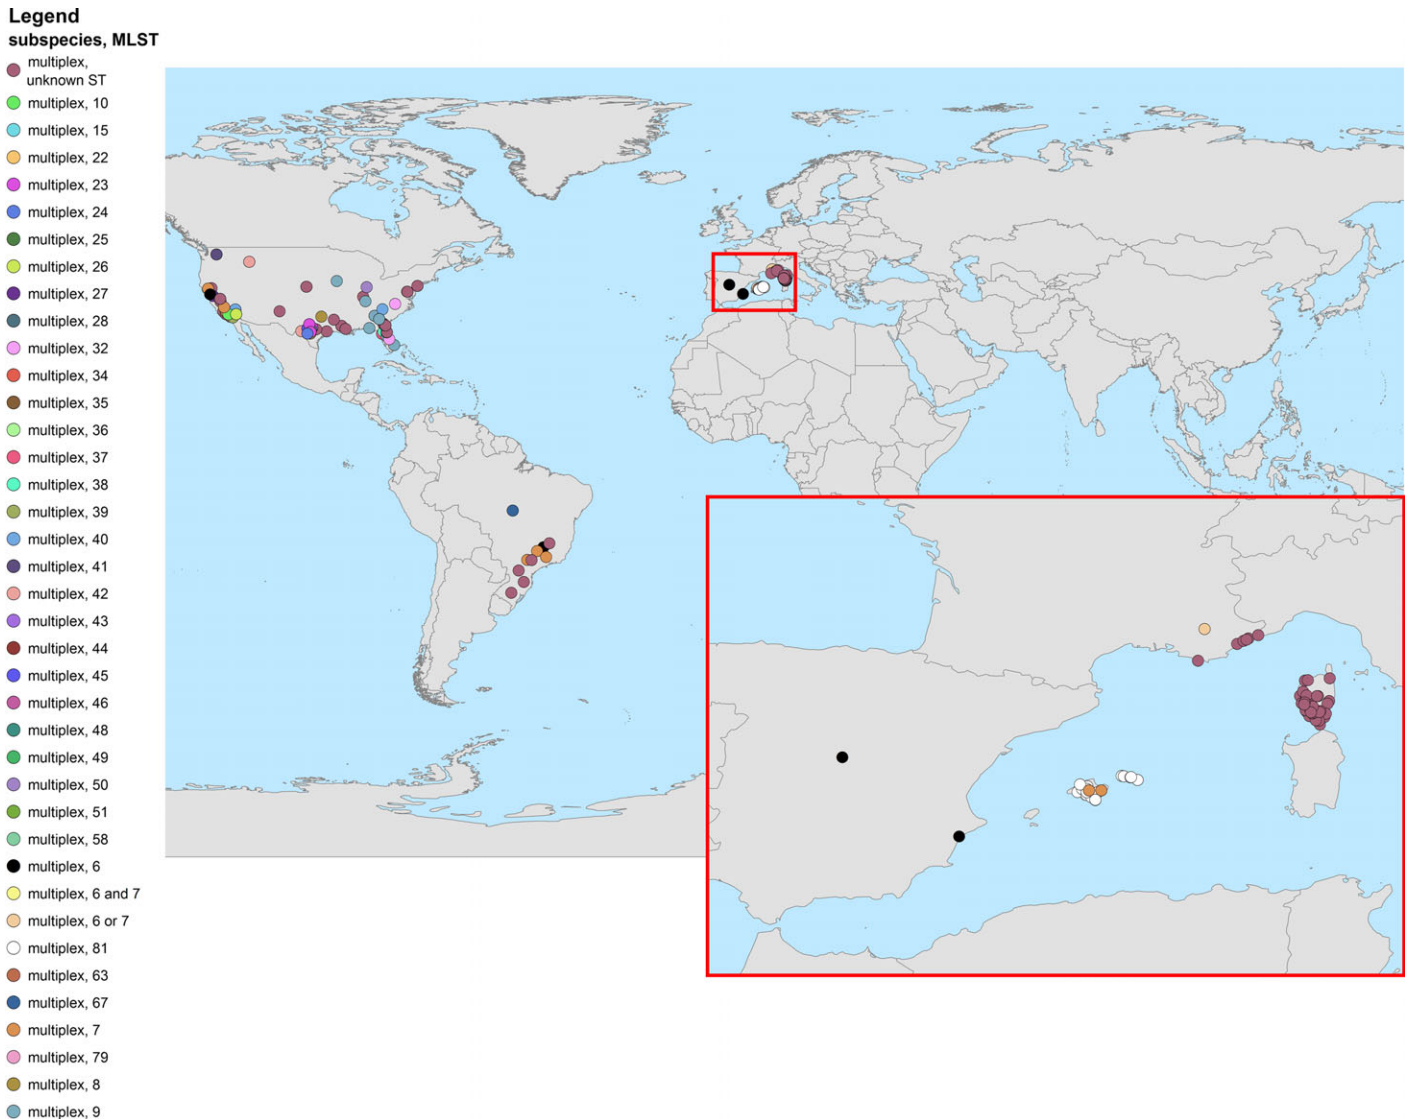 Legend
subspecies, MLST
multiplex,
unknown ST
multiplex, 10
multiplex, 15
multiplex, 22
multiplex, 23
multiplex, 24
multiplex, 25
multiplex, 26
multiplex, 27
multiplex, 28
multiplex, 32
multiplex, 34
multiplex, 35
multiplex, 36
multiplex, 37
multiplex, 38
multiplex, 39
multiplex, 40
multiplex, 41
multiplex, 42
multiplex, 43
multiplex, 44
multiplex, 45
multiplex, 46
multiplex, 48
multiplex, 49
multiplex, 50
multiplex, 51
multiplex, 58
multiplex, 6
multiplex, 6 and 7
multiplex, 6 or 7
multiplex, 81
multiplex, 63
multiplex, 67
multiplex, 7
multiplex, 79
multiplex, 8
multiplex, 9